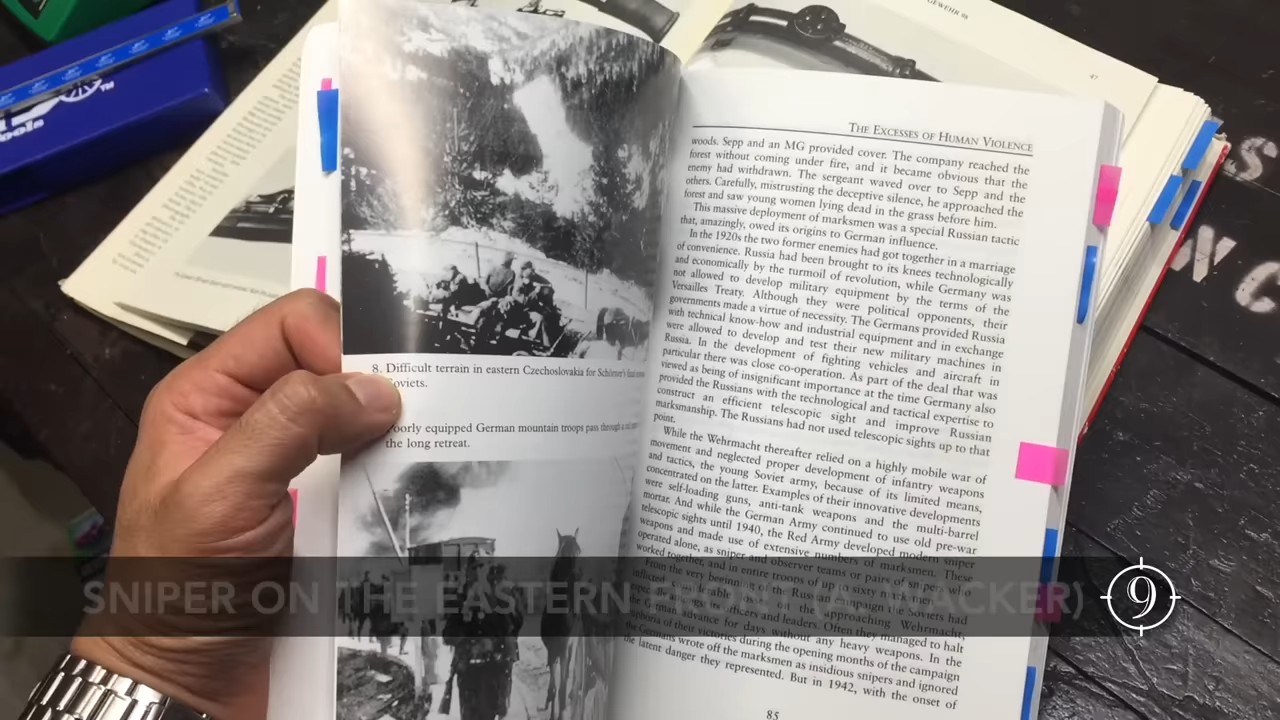 GEWEHR 98
47
TM
ools
8. Difficult terrain in eastern Czechoslovakia for Schörner's
Soviets.
Poorly equipped German mountain troops pass through a
the long retreat.
THE EXCESSES OF HUMAN VIOLENCE
woods. Sepp and an MG provided cover. The company reached the
forest without coming under fire, and it became obvious that the
enemy had withdrawn. The sergeant waved over to Sepp and the
others. Carefully, mistrusting the deceptive silence, he approached the
forest and saw young women lying dead in the grass before him.
This massive deployment of marksmen was a special Russian tactic
that, amazingly, owed its origins to German influence.
In the 1920s the two former enemies had got together in a marriage
of convenience. Russia had been brought to its knees technologically
and economically by the turmoil of revolution, while Germany was
not allowed to develop military equipment by the terms of the
Versailles Treaty. Although they were political opponents, their
governments made a virtue of necessity. The Germans provided Russia
with technical know-how and industrial equipment and in exchange
were allowed to develop and test their new military machines in
Russia. In the development of fighting vehicles and aircraft in
particular there was close co-operation. As part of the deal that was
viewed as being of insignificant importance at the time Germany also
provided the Russians with the technological and tactical expertise to
construct an efficient telescopic sight and improve Russian
marksmanship. The Russians had not used telescopic sights up to that
point.
While the Wehrmacht thereafter relied on a highly mobile war of
movement and neglected proper development of infantry weapons
and tactics, the young Soviet army, because of its limited means,
concentrated on the latter. Examples of their innovative developments
were self-loading guns, anti-tank weapons and the multi-barrel
mortar. And while the German Army continued to use old pre-war
telescopic sights until 1940, the Red Army developed modern sniper
weapons and made use of extensive numbers of marksmen. These
operated alone, as sniper and observer teams or pairs of snipers who
worked together, and in entire troops of up to sixty marksmen.
From the very beginning of the Russian campaign the Soviets had
inflicted considerable losses on the approaching Wehrmacht,
officers and leaders. Often they managed to halt
the German advance for days without any heavy weapons. In the
euphoria of their victories during the opening months of the campaign
the Germans wrote off the marksmen as insidious snipers and ignored
the latent danger they represented. But in 1942, with the onset of
85
SNIPER ON THE EASTERN FRONT
9